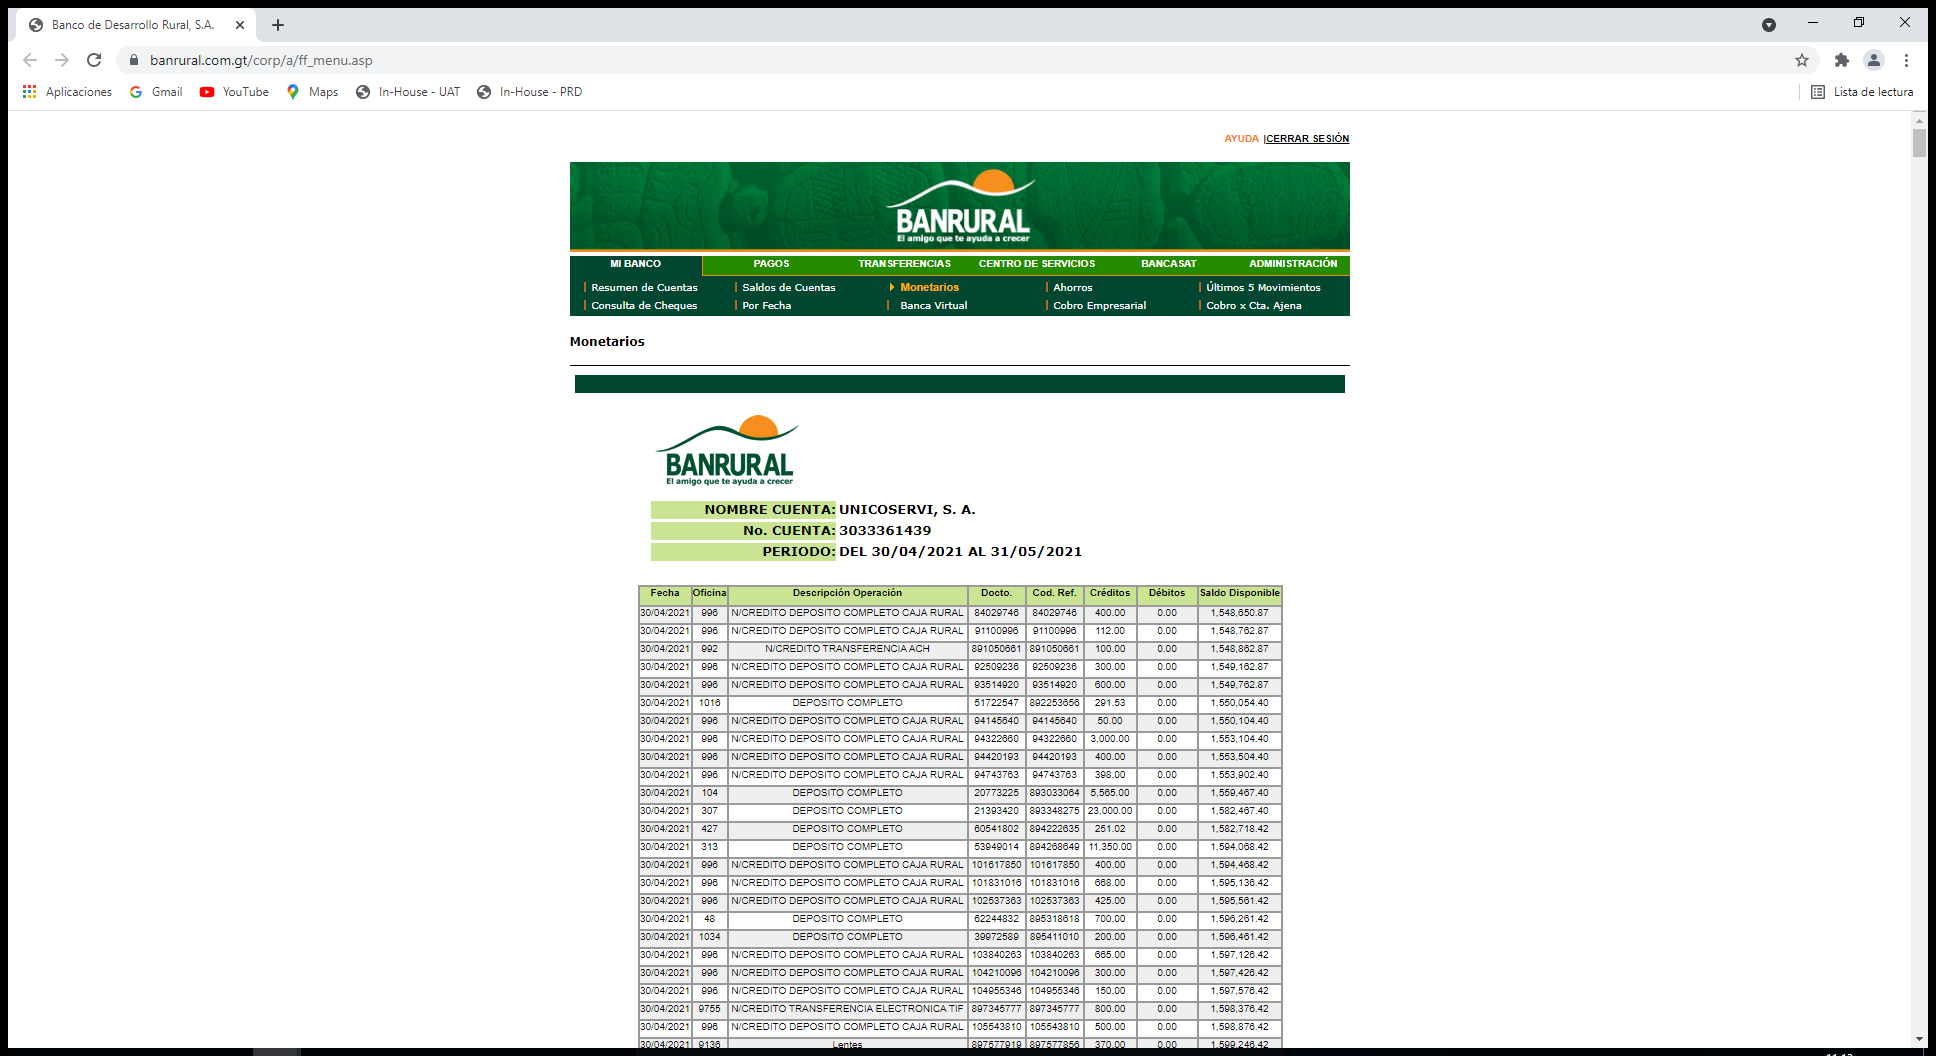 Banco de Desarrollo Rural, S.A.
banrural.com.gt/corp/a/ff_menu.asp
Aplicaciones Gmail YouTube Maps In-House - UAT In-House - PRD Lista de lectura
AYUDA |CERRAR SESIÓN
BANRURAL
El amigo que te ayuda a crecer
MI BANCO PAGOS TRANSFERENCIAS CENTRO DE SERVICIOS BANCASAT ADMINISTRACIÓN
Resumen de Cuentas Saldos de Cuentas Monetarios Ahorros Últimos 5 Movimientos
Consulta de Cheques Por Fecha Banca Virtual Cobro Empresarial Cobro x Cta. Ajena
Monetarios
BANRURAL
El amigo que te ayuda a crecer
NOMBRE CUENTA: UNICOSERVI, S. A.
No. CUENTA: 3033361439
PERIODO: DEL 30/04/2021 AL 31/05/2021
Fecha Oficina Descripción Operación Docto. Cod. Ref. Créditos Débitos Saldo Disponible
30/04/2021 996 N/CREDITO DEPOSITO COMPLETO CAJA RURAL 84029746 84029746 400.00 0.00 1,548,650.87
30/04/2021 996 N/CREDITO DEPOSITO COMPLETO CAJA RURAL 91100996 91100996 112.00 0.00 1,548,762.87
30/04/2021 992 N/CREDITO TRANSFERENCIA ACH 891050661 891050661 100.00 0.00 1,548,862.87
30/04/2021 996 N/CREDITO DEPOSITO COMPLETO CAJA RURAL 92509236 92509236 300.00 0.00 1,549,162.87
30/04/2021 996 N/CREDITO DEPOSITO COMPLETO CAJA RURAL 93514920 93514920 600.00 0.00 1,549,762.87
30/04/2021 1016 DEPOSITO COMPLETO 51722547 892253656 291.53 0.00 1,550,054.40
30/04/2021 996 N/CREDITO DEPOSITO COMPLETO CAJA RURAL 94145640 94145640 50.00 0.00 1,550,104.40
30/04/2021 996 N/CREDITO DEPOSITO COMPLETO CAJA RURAL 94322660 94322660 3,000.00 0.00 1,553,104.40
30/04/2021 996 N/CREDITO DEPOSITO COMPLETO CAJA RURAL 94420193 94420193 400.00 0.00 1,553,504.40
30/04/2021 996 N/CREDITO DEPOSITO COMPLETO CAJA RURAL 94743763 94743763 398.00 0.00 1,553,902.40
30/04/2021 104 DEPOSITO COMPLETO 20773225 893033064 5,565.00 0.00 1,559,467.40
30/04/2021 307 DEPOSITO COMPLETO 21393420 893348275 23,000.00 0.00 1,582,467.40
30/04/2021 427 DEPOSITO COMPLETO 60541802 894222635 251.02 0.00 1,582,718.42
30/04/2021 313 DEPOSITO COMPLETO 53949014 894268649 11,350.00 0.00 1,594,068.42
30/04/2021 996 N/CREDITO DEPOSITO COMPLETO CAJA RURAL 101617850 101617850 400.00 0.00 1,594,468.42
30/04/2021 996 N/CREDITO DEPOSITO COMPLETO CAJA RURAL 101831016 101831016 668.00 0.00 1,595,136.42
30/04/2021 996 N/CREDITO DEPOSITO COMPLETO CAJA RURAL 102537363 102537363 425.00 0.00 1,595,561.42
30/04/2021 48 DEPOSITO COMPLETO 62244832 895318618 700.00 0.00 1,596,261.42
30/04/2021 1034 DEPOSITO COMPLETO 39972589 895411010 200.00 0.00 1,596,461.42
30/04/2021 996 N/CREDITO DEPOSITO COMPLETO CAJA RURAL 103840263 103840263 665.00 0.00 1,597,126.42
30/04/2021 996 N/CREDITO DEPOSITO COMPLETO CAJA RURAL 104210096 104210096 300.00 0.00 1,597,426.42
30/04/2021 996 N/CREDITO DEPOSITO COMPLETO CAJA RURAL 104955346 104955346 150.00 0.00 1,597,576.42
30/04/2021 9755 N/CREDITO TRANSFERENCIA ELECTRONICA TIF 897345777 897345777 800.00 0.00 1,598,376.42
30/04/2021 996 N/CREDITO DEPOSITO COMPLETO CAJA RURAL 105543810 105543810 500.00 0.00 1,598,876.42
30/04/2021 9136 Lentes 897577919 897577856 370.00 0.00 1,599,246.42